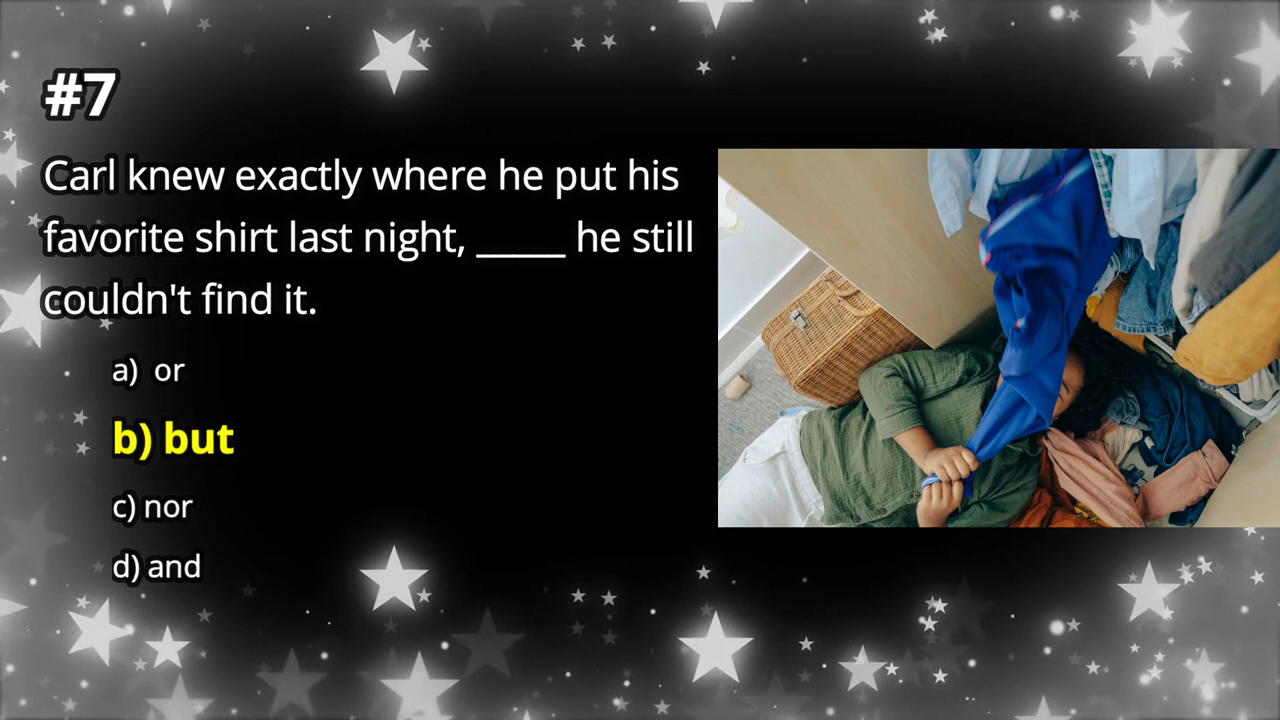 #7
Carl knew exactly where he put his
favorite shirt last night, _____ he still
couldn't find it.
a) or
b) but
c) nor
d) and